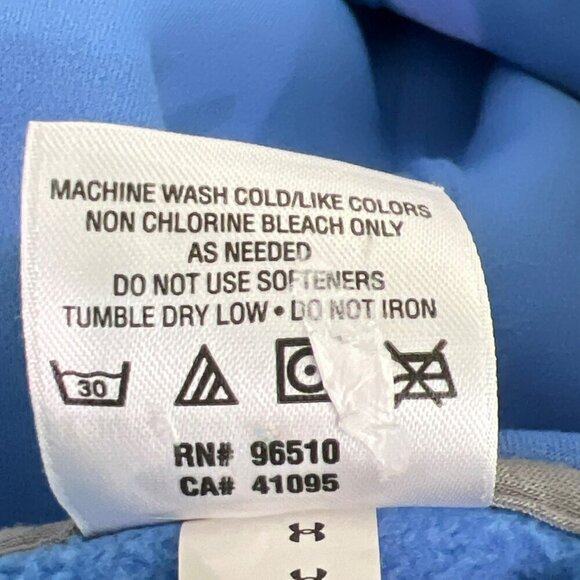 MACHINE WASH COLD/LIKE COLORS
NON CHLORINE BLEACH ONLY
AS NEEDED
DO NOT USE SOFTENERS
TUMBLE DRY LOW • DO NOT IRON
30
RN# 96510
CA# 41095